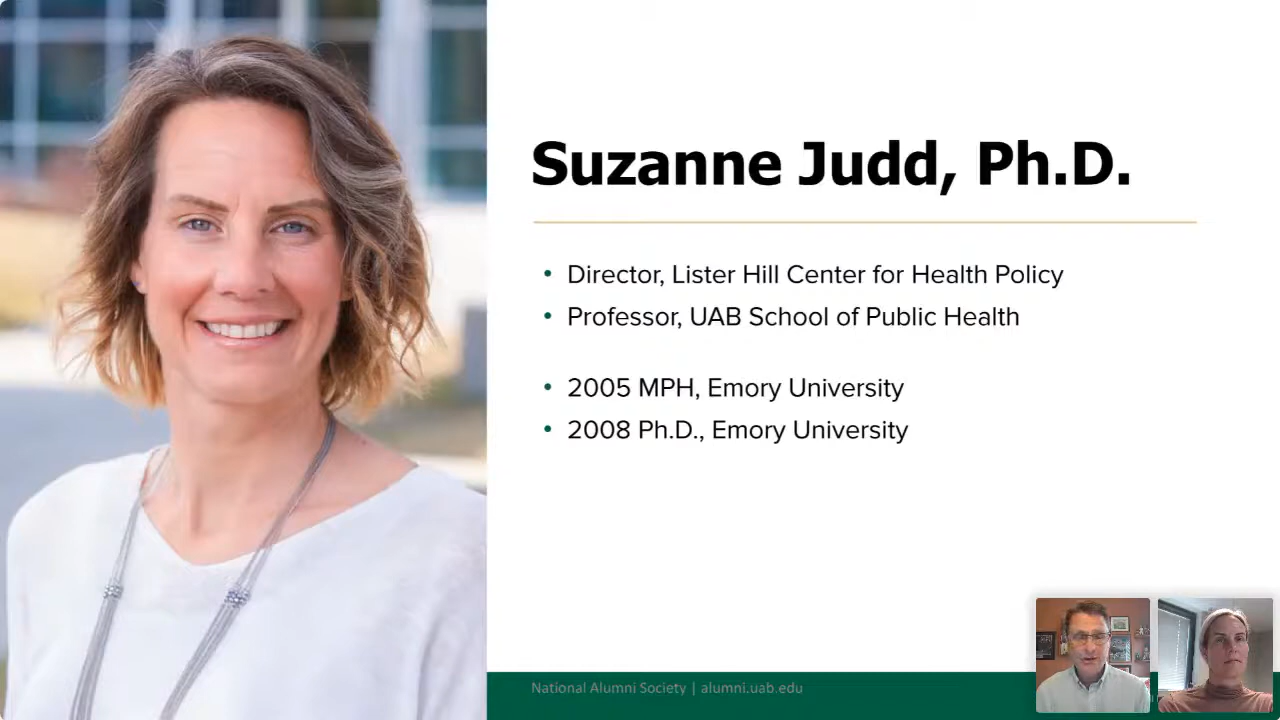 Suzanne Judd, Ph.D.
• Director, Lister Hill Center for Health Policy
• Professor, UAB School of Public Health
• 2005 MPH, Emory University
• 2008 Ph.D., Emory University
National Alumni Society | alumni.uab.edu